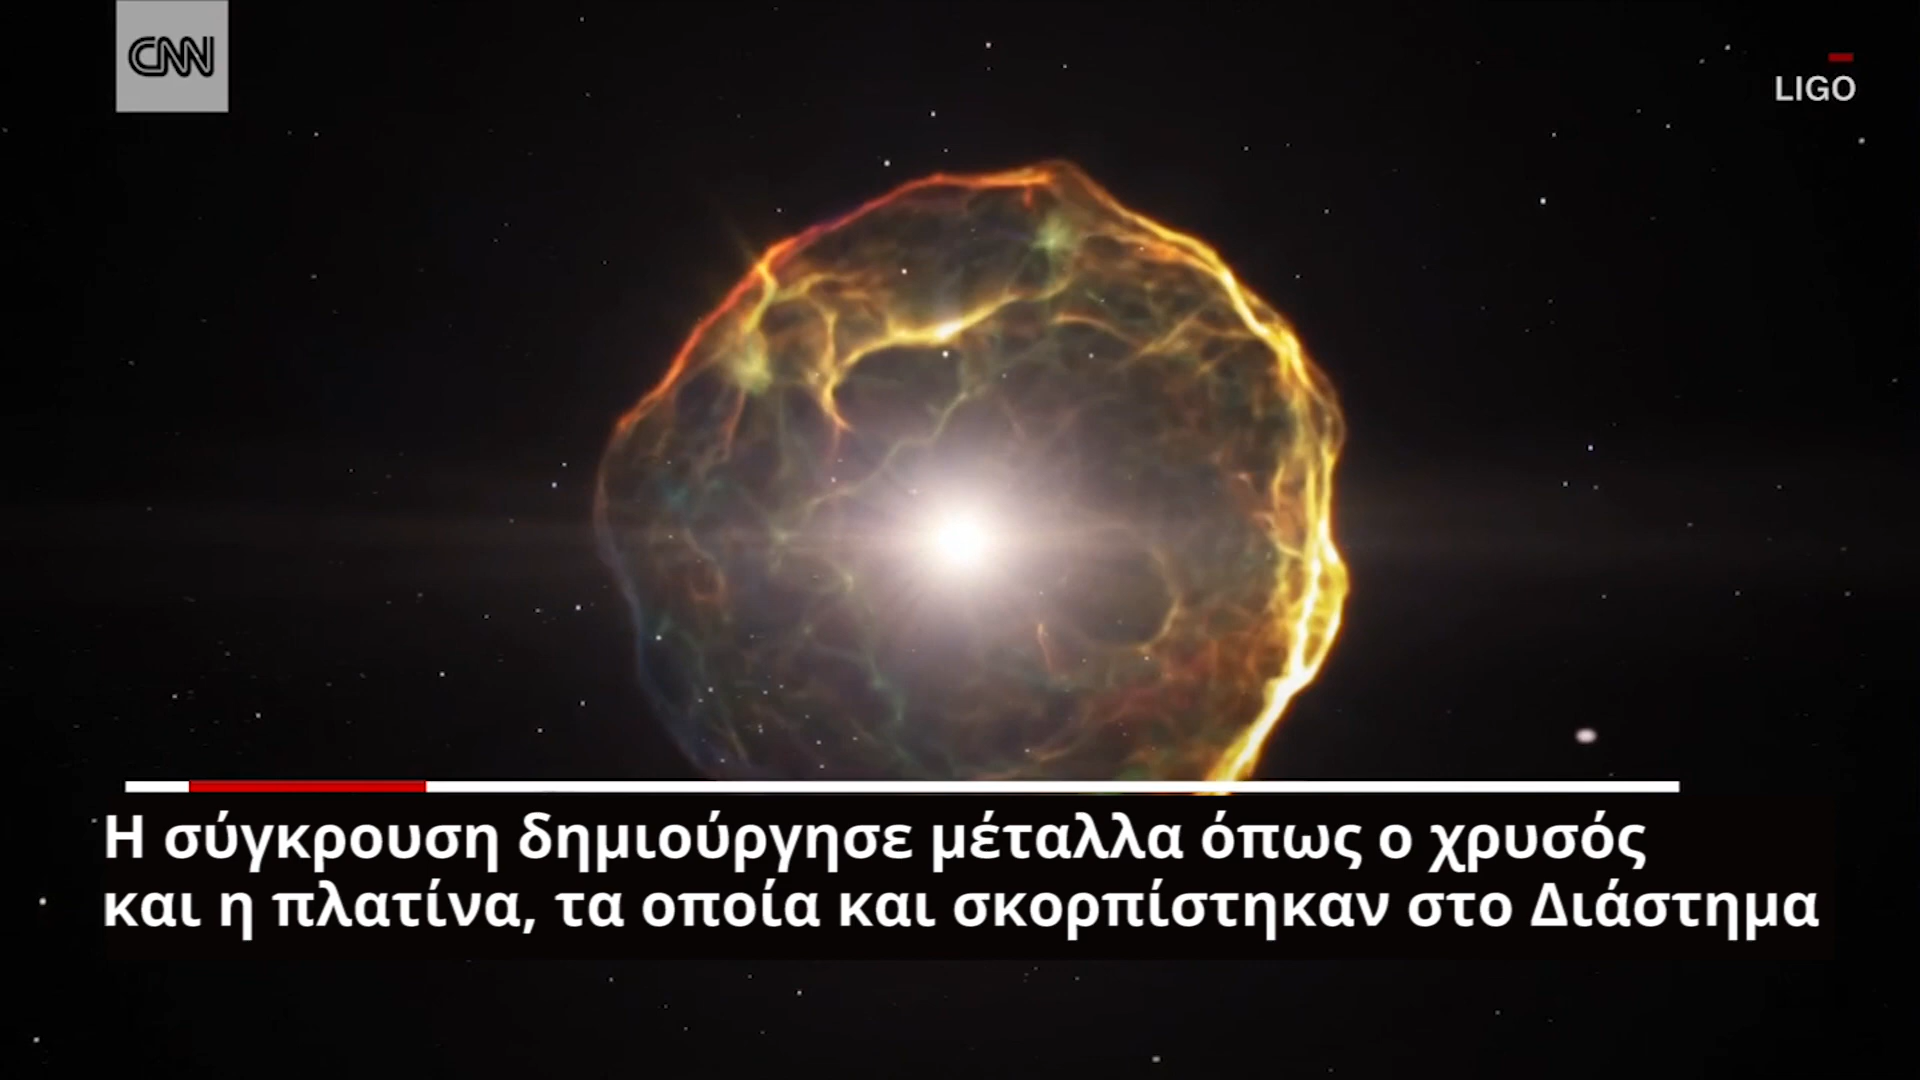 CNN
LIGO
Η σύγκρουση δημιούργησε μέταλλα όπως ο χρυσός
και η πλατίνα, τα οποία και σκορπίστηκαν στο Διάστημα